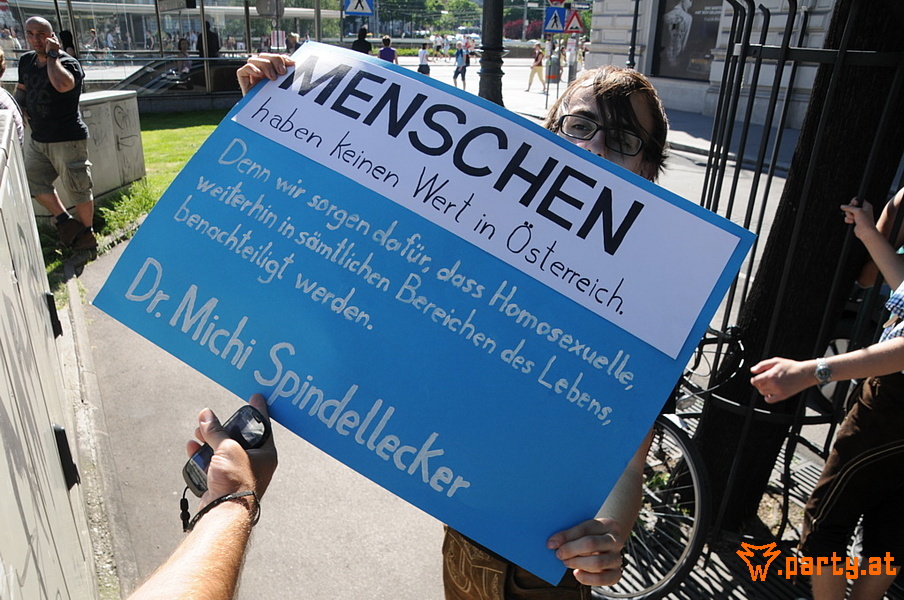 MENSCHEN
haben keinen Wert in Österreich.
Denn wir sorgen dafür, dass Homosexuelle,
weiterhin in sämtlichen Bereichen des Lebens,
benachteiligt werden.
Dr. Michi Spindellecker
w.party.at